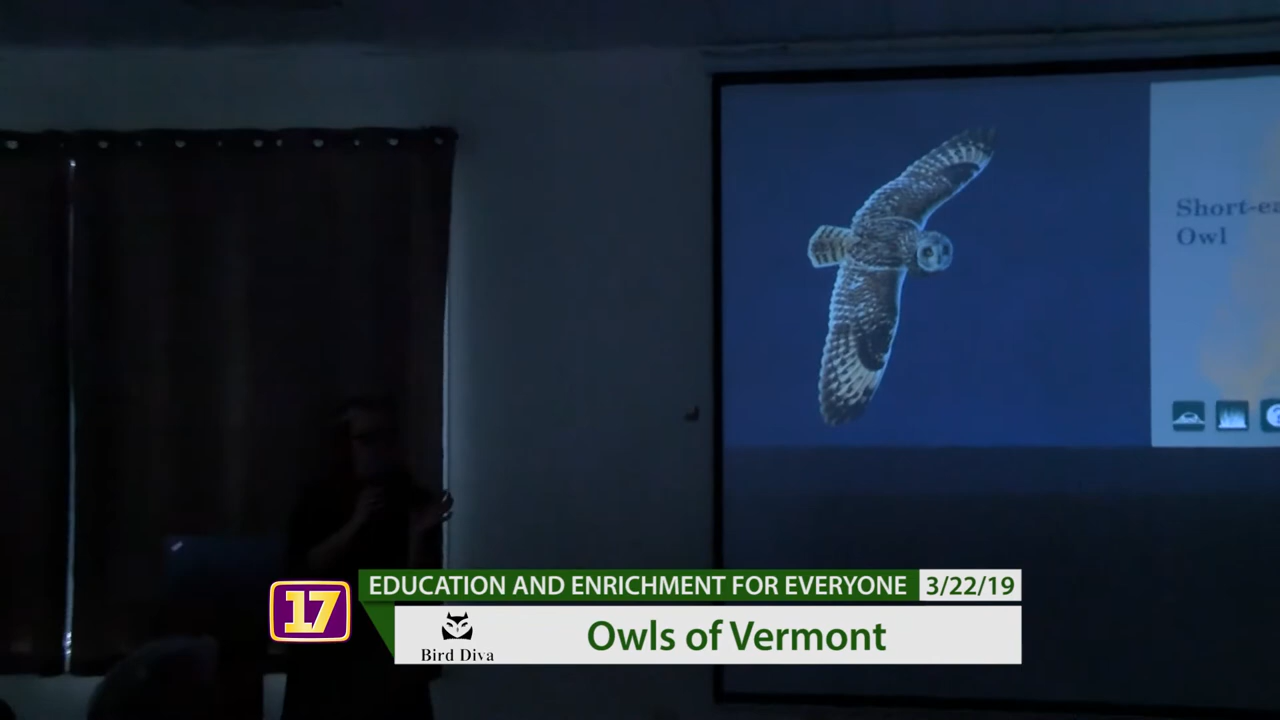 Short-ea
Owl
17
EDUCATION AND ENRICHMENT FOR EVERYONE
3/22/19
Bird Diva
Owls of Vermont